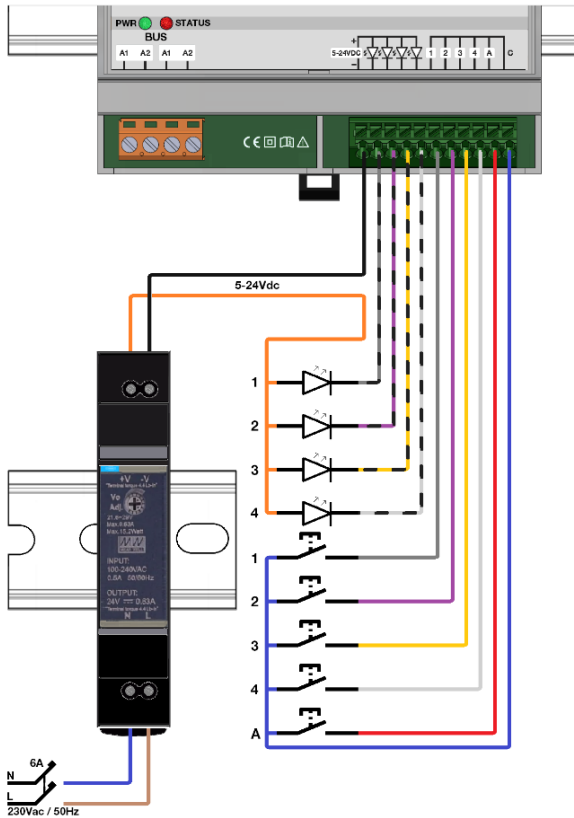 PWR STATUS
BUS
A1 A2 A1 A2
+
5-24VDC
−
1 2 3 4 A C
CE
5-24Vdc
1
2
3
4
1
2
3
4
A
+V -V
Vo
Adj.
INPUT:
100-240VAC
0.8A 50/60Hz
OUTPUT:
24V 0.63A
N L
6A
N
L
230Vac / 50Hz